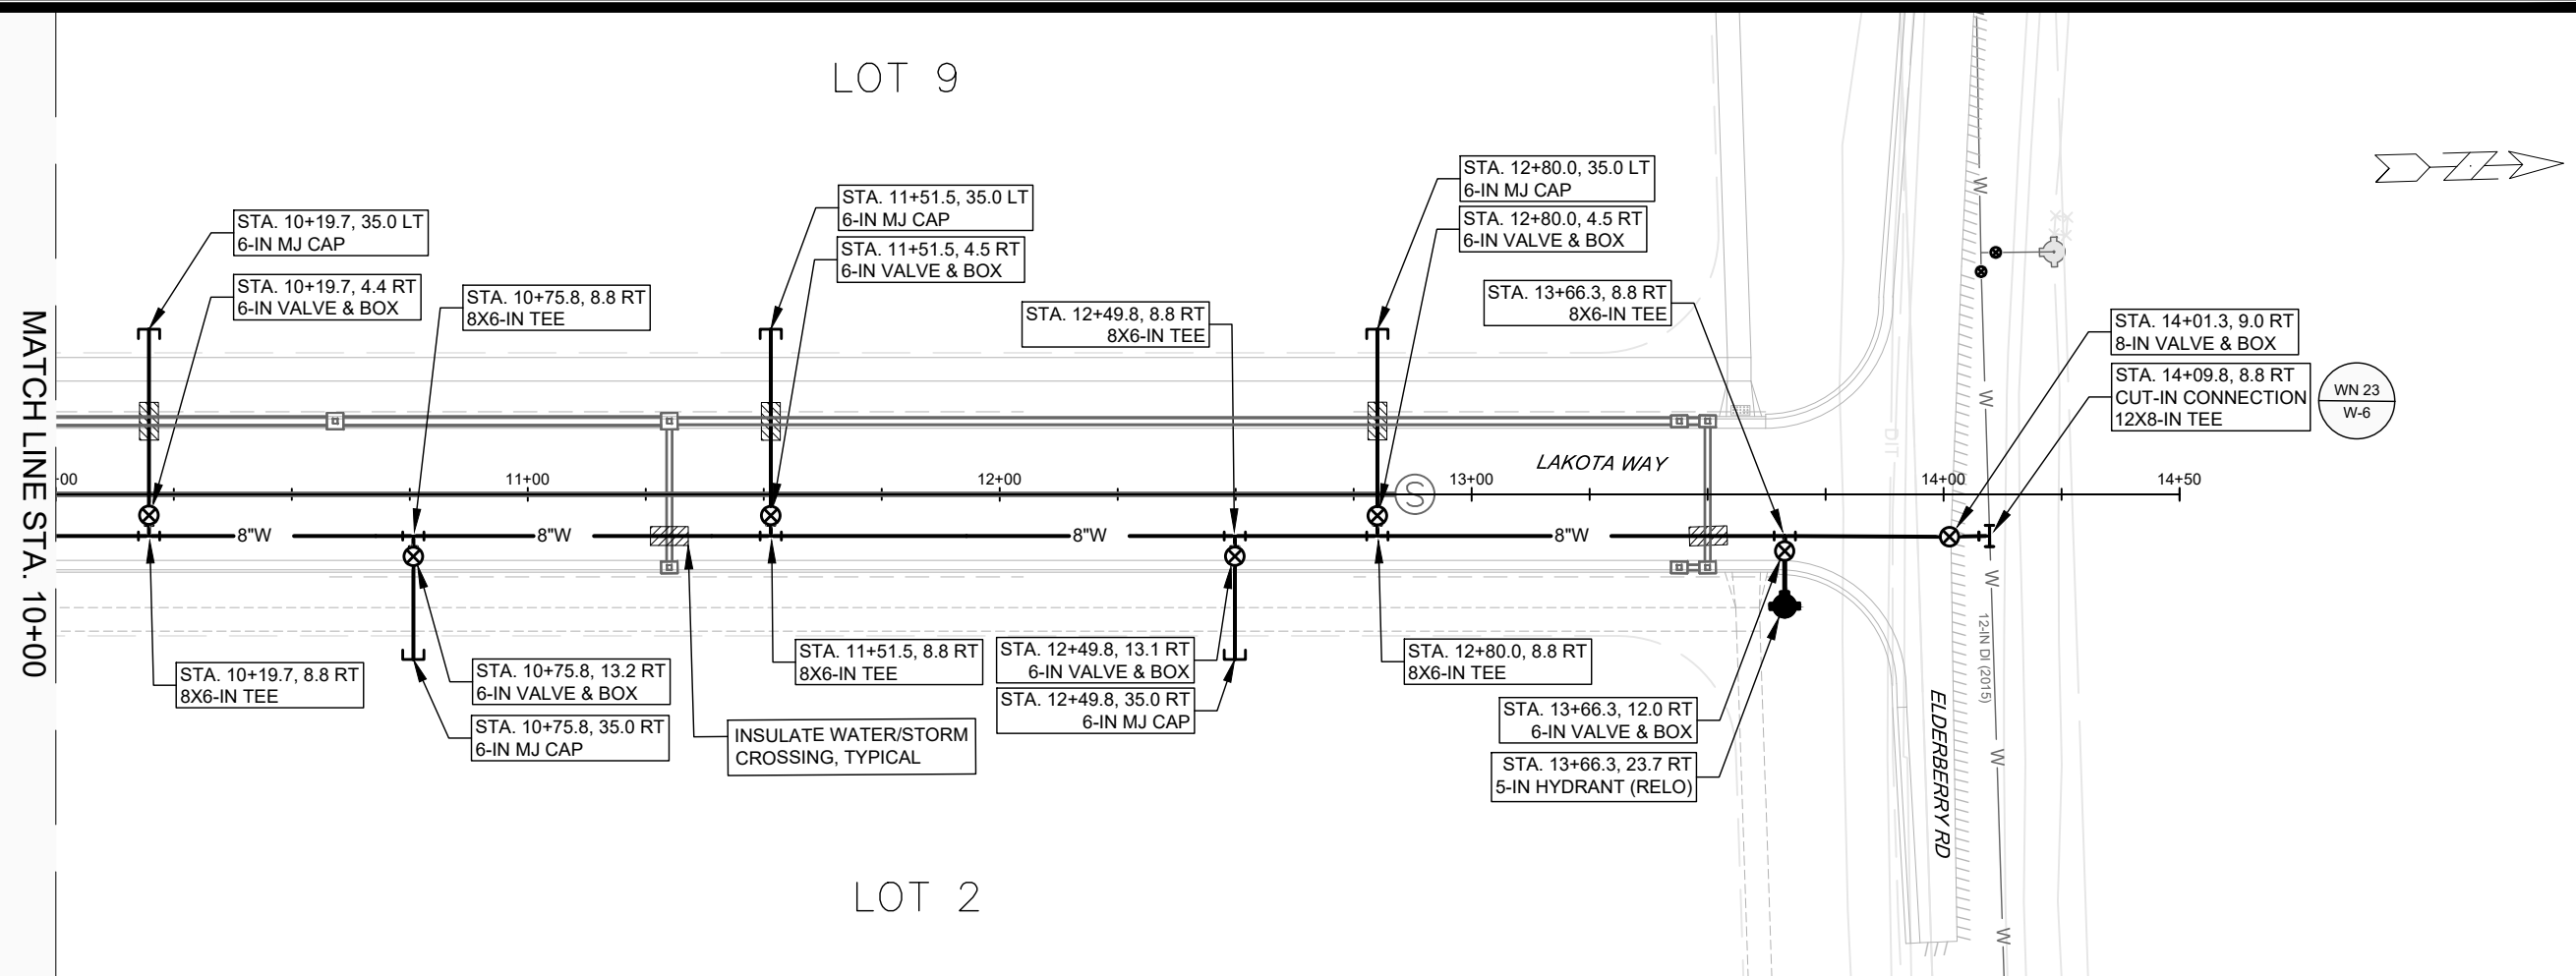 LOT 9
STA. 12+80.0, 35.0 LT
6-IN MJ CAP
STA. 12+80.0, 4.5 RT
6-IN VALVE & BOX
STA. 11+51.5, 35.0 LT
6-IN MJ CAP
STA. 11+51.5, 4.5 RT
6-IN VALVE & BOX
STA. 10+19.7, 35.0 LT
6-IN MJ CAP
STA. 10+19.7, 4.4 RT
6-IN VALVE & BOX
STA. 10+75.8, 8.8 RT
8X6-IN TEE
STA. 12+49.8, 8.8 RT
8X6-IN TEE
STA. 13+66.3, 8.8 RT
8X6-IN TEE
STA. 14+01.3, 9.0 RT
8-IN VALVE & BOX
STA. 14+09.8, 8.8 RT
CUT-IN CONNECTION
12X8-IN TEE
WN 23
W-6
N
W
W
DIT
MATCH LINE STA. 10+00
LAKOTA WAY
00
11+00
12+00
S
13+00
14+00
14+50
8"W
8"W
8"W
8"W
W
12-IN DI (2015)
W
W
ELDERBERRY RD
STA. 10+19.7, 8.8 RT
8X6-IN TEE
STA. 10+75.8, 13.2 RT
6-IN VALVE & BOX
STA. 10+75.8, 35.0 RT
6-IN MJ CAP
STA. 11+51.5, 8.8 RT
8X6-IN TEE
INSULATE WATER/STORM
CROSSING, TYPICAL
STA. 12+49.8, 13.1 RT
6-IN VALVE & BOX
STA. 12+49.8, 35.0 RT
6-IN MJ CAP
STA. 12+80.0, 8.8 RT
8X6-IN TEE
STA. 13+66.3, 12.0 RT
6-IN VALVE & BOX
STA. 13+66.3, 23.7 RT
5-IN HYDRANT (RELO)
LOT 2